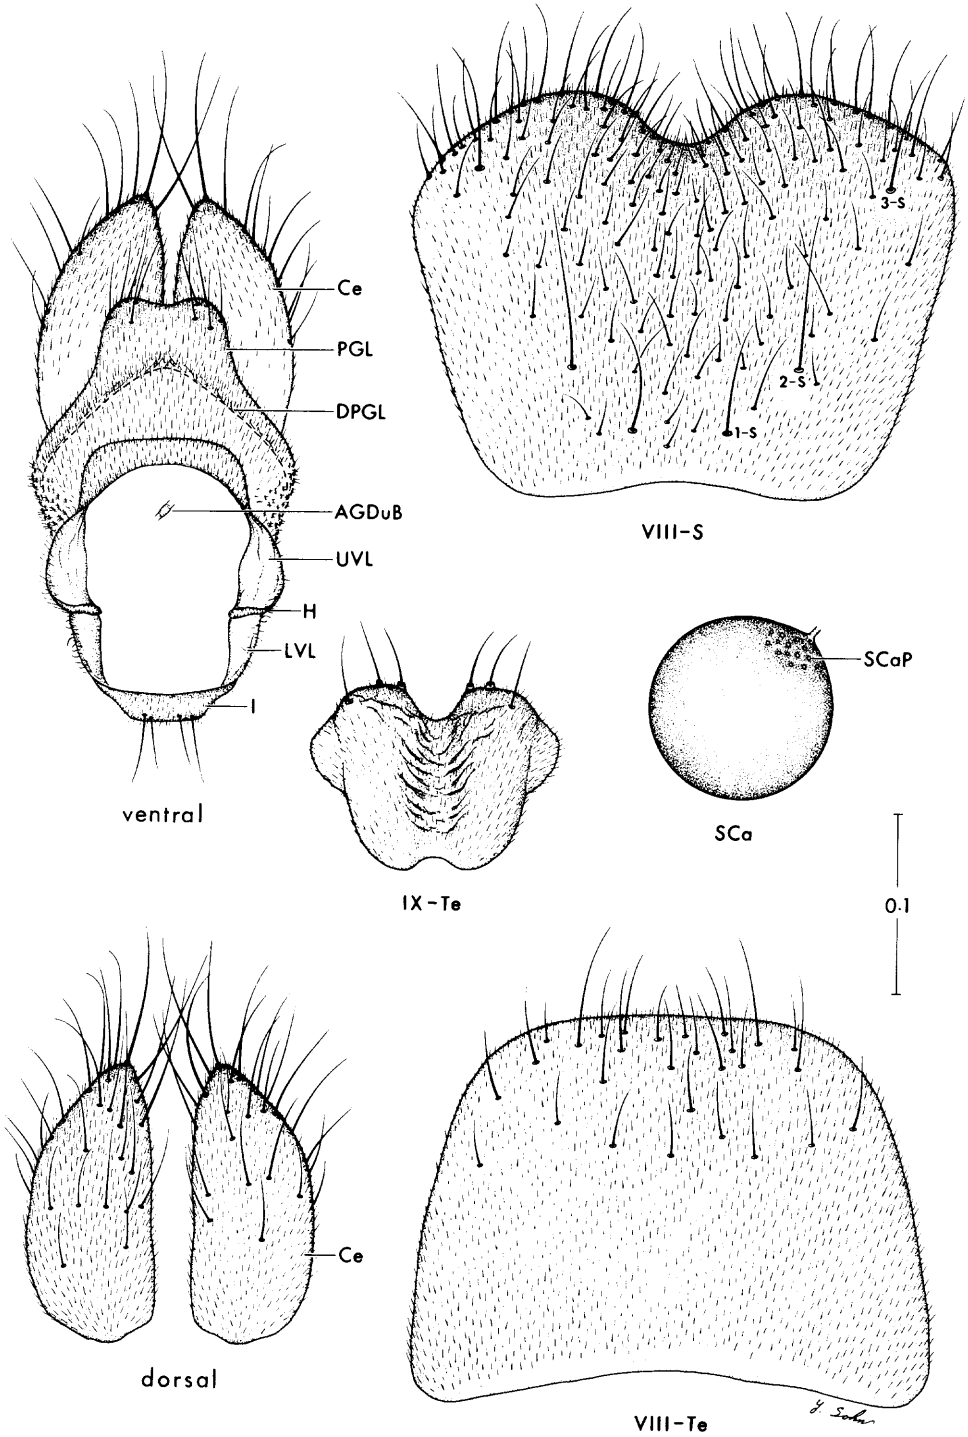 3-S
Ce
PGL
DPGL
2-S
1-S
AGDuB
VIII-S
UVL
H
LVL
SCaP
I
ventral
SCa
IX-Te
0.1
Ce
dorsal
VIII-Te